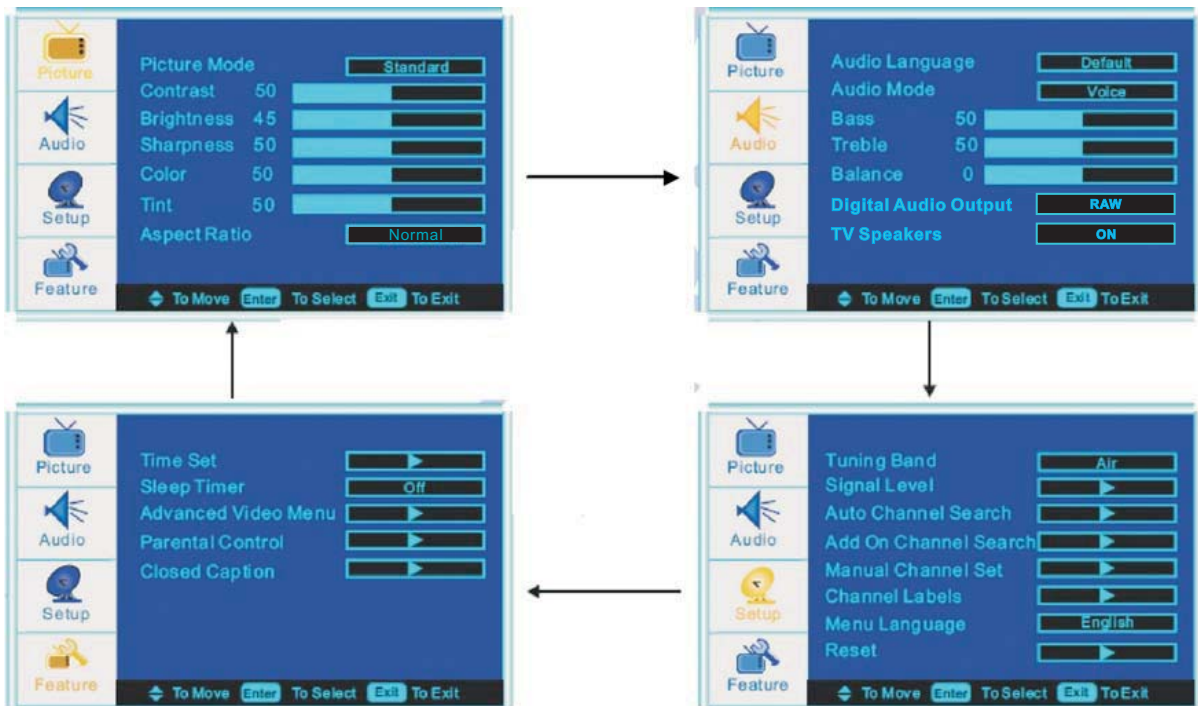 Picture
Audio
Setup
Feature
Picture Mode Standard
Contrast 50
Brightness 45
Sharpness 50
Color 50
Tint 50
Aspect Ratio Normal
To Move Enter To Select Exit To Exit
Picture
Audio
Setup
Feature
Audio Language Default
Audio Mode Voice
Bass 50
Treble 50
Balance 0
Digital Audio Output RAW
TV Speakers ON
To Move Enter To Select Exit To Exit
Picture
Audio
Setup
Feature
Time Set
Sleep Timer Off
Advanced Video Menu
Parental Control
Closed Caption
To Move Enter To Select Exit To Exit
Picture
Audio
Setup
Feature
Tuning Band Air
Signal Level
Auto Channel Search
Add On Channel Search
Manual Channel Set
Channel Labels
Menu Language English
Reset
To Move Enter To Select Exit To Exit